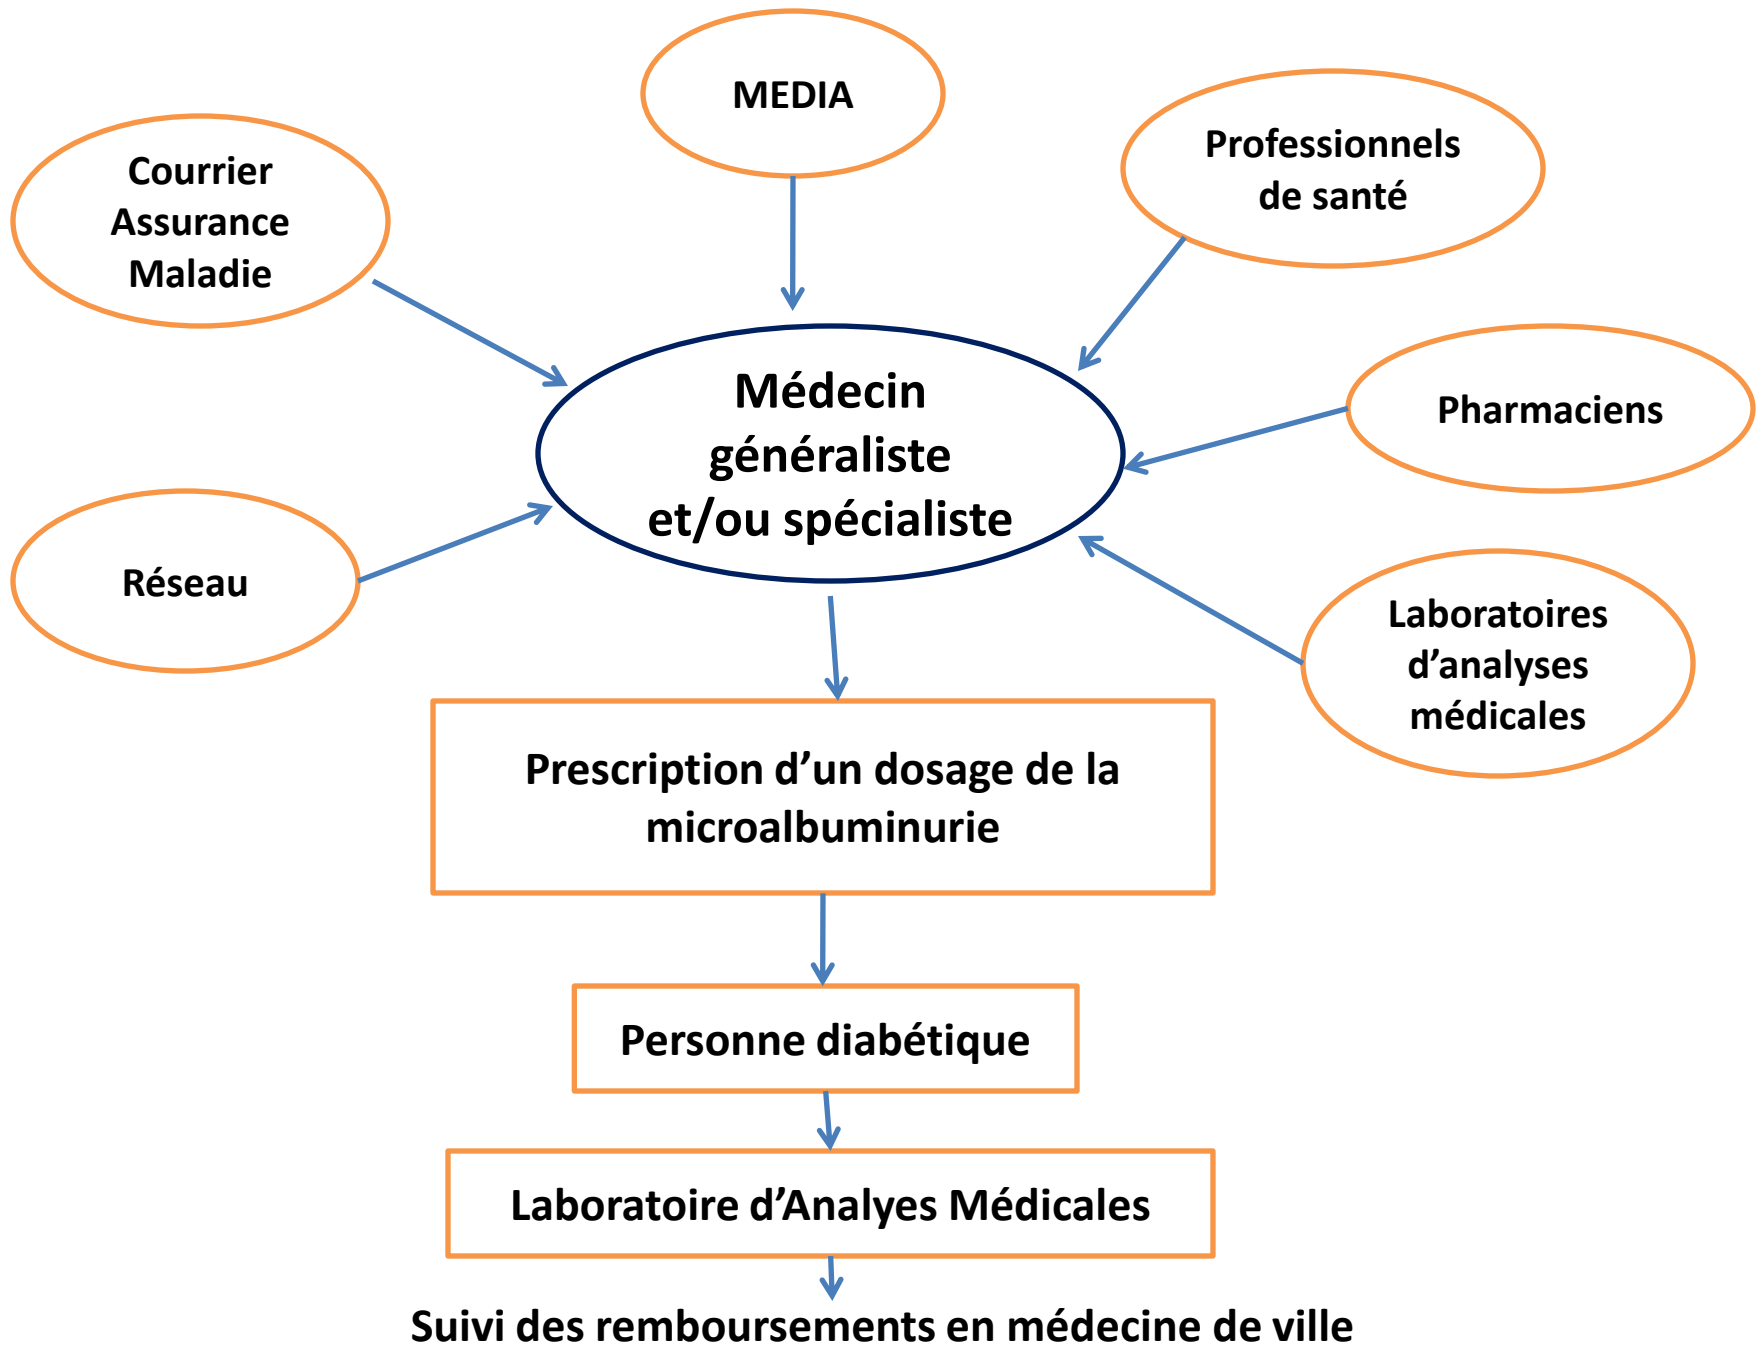 MEDIA
Courrier
Assurance
Maladie
Professionnels
de santé
Médecin
généraliste
et/ou spécialiste
Pharmaciens
Réseau
Laboratoires
d’analyses
médicales
Prescription d’un dosage de la
microalbuminurie
Personne diabétique
Laboratoire d’Analyes Médicales
Suivi des remboursements en médecine de ville